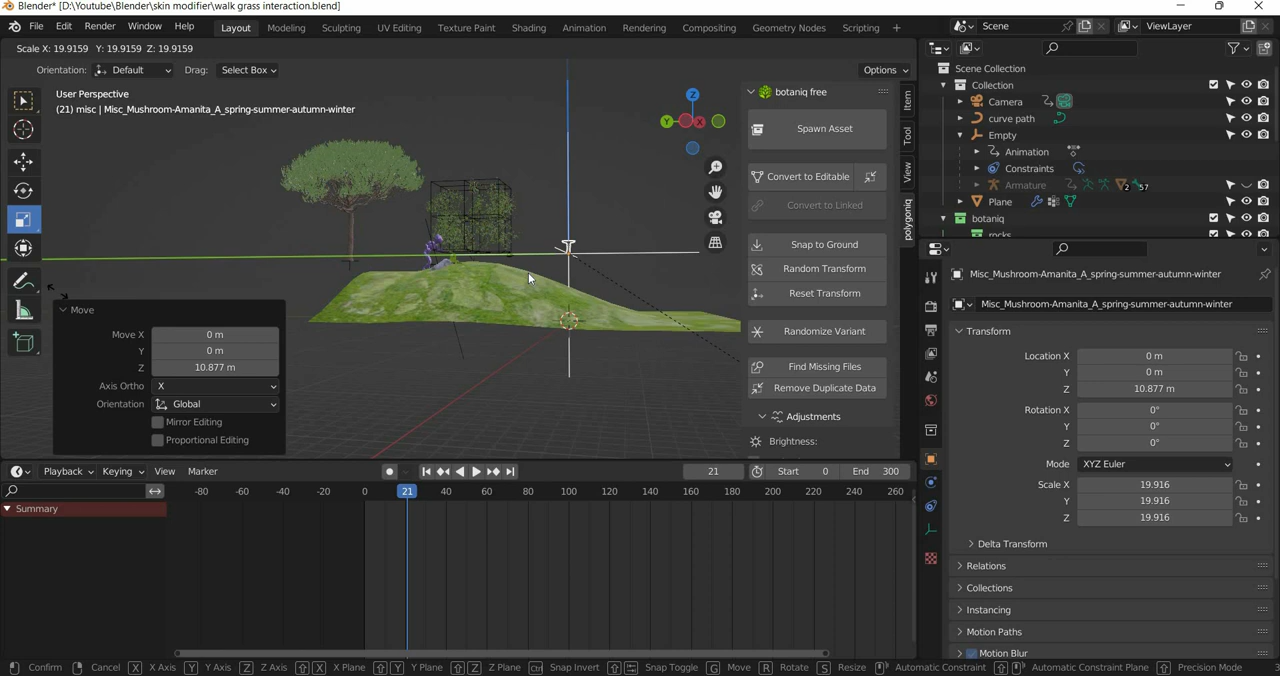 Blender* [D:\Youtube\Blender\skin modifier\walk grass interaction.blend]
File Edit Render Window Help Layout Modeling Sculpting UV Editing Texture Paint Shading Animation Rendering Compositing Geometry Nodes Scripting + Scene ViewLayer
Scale X: 19.9159 Y: 19.9159 Z: 19.9159
Orientation: Default Drag: Select Box Options
User Perspective
(21) misc | Misc_Mushroom-Amanita_A_spring-summer-autumn-winter
Z
Y X
botaniq free
Spawn Asset
Convert to Editable
Convert to Linked
Snap to Ground
Random Transform
Reset Transform
Randomize Variant
Find Missing Files
Remove Duplicate Data
Adjustments
Brightness:
Item
Tool
View
polygoniq
Move
Move X 0 m
Y 0 m
Z 10.877 m
Axis Ortho X
Orientation Global
Mirror Editing
Proportional Editing
Scene Collection
Collection
Camera
curve path
Empty
Animation
Constraints
Armature 2 57
Plane
botaniq
rocks
Misc_Mushroom-Amanita_A_spring-summer-autumn-winter
Misc_Mushroom-Amanita_A_spring-summer-autumn-winter
Transform
Location X 0 m
Y 0 m
Z 10.877 m
Rotation X 0°
Y 0°
Z 0°
Mode XYZ Euler
Scale X 19.916
Y 19.916
Z 19.916
Delta Transform
Relations
Collections
Instancing
Motion Paths
Motion Blur
Playback Keying View Marker 21 Start 0 End 300
-80 -60 -40 -20 0 21 40 60 80 100 120 140 160 180 200 220 240 260
Summary
Confirm Cancel X X Axis Y Y Axis Z Z Axis X X Plane Y Y Plane Z Z Plane Ctrl Snap Invert Snap Toggle G Move R Rotate S Resize Automatic Constraint Automatic Constraint Plane Precision Mode 3